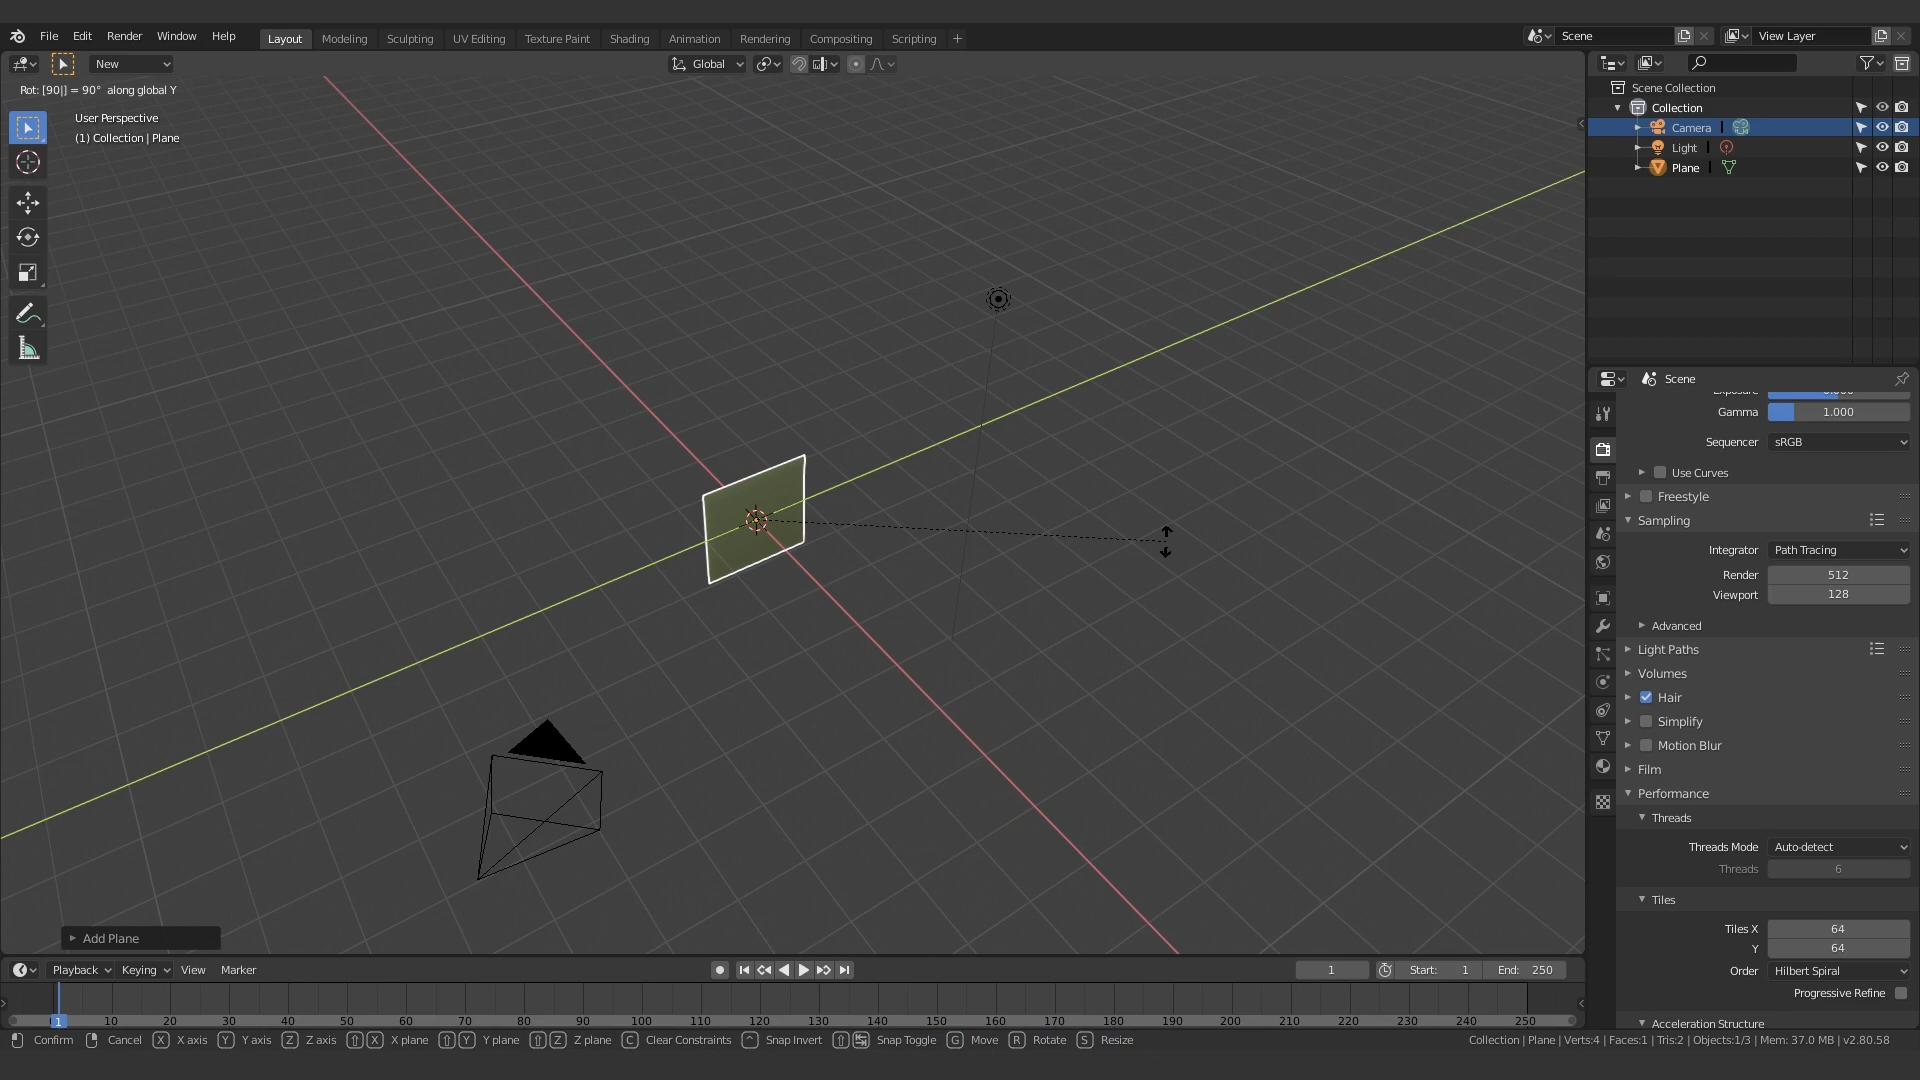 File Edit Render Window Help Layout Modeling Sculpting UV Editing Texture Paint Shading Animation Rendering Compositing Scripting + Scene View Layer
New Global
Rot: [90|] = 90° along global Y
User Perspective
(1) Collection | Plane
Scene Collection
Collection
Camera
Light
Plane
Scene
Gamma 1.000
Sequencer sRGB
Use Curves
Freestyle
Sampling
Integrator Path Tracing
Render 512
Viewport 128
Advanced
Light Paths
Volumes
Hair
Simplify
Motion Blur
Film
Performance
Threads
Threads Mode Auto-detect
Threads 6
Tiles
Tiles X 64
Y 64
Order Hilbert Spiral
Progressive Refine
Acceleration Structure
Add Plane
Playback Keying View Marker 1 Start: 1 End: 250
1 10 20 30 40 50 60 70 80 90 100 110 120 130 140 150 160 170 180 190 200 210 220 230 240 250
Confirm Cancel X X axis Y Y axis Z Z axis X X plane Y Y plane Z Z plane C Clear Constraints ^ Snap Invert Snap Toggle G Move R Rotate S Resize Collection | Plane | Verts:4 | Faces:1 | Tris:2 | Objects:1/3 | Mem: 37.0 MB | v2.80.58